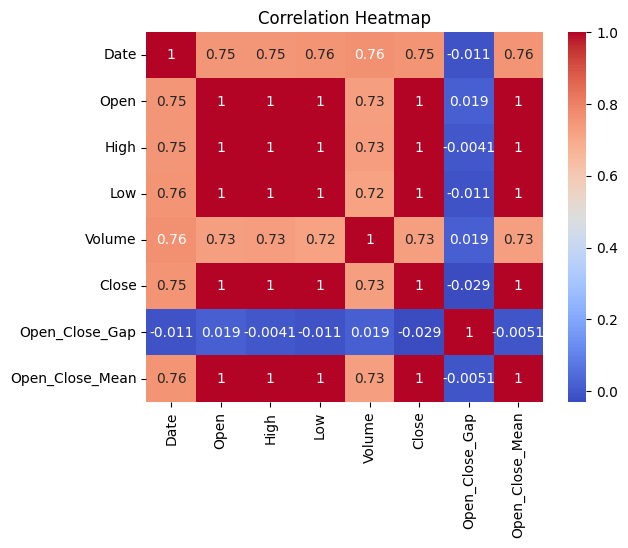 Correlation Heatmap
Date 1 0.75 0.75 0.76 0.76 0.75 -0.011 0.76 1.0
Open 0.75 1 1 1 0.73 1 0.019 1 0.8
High 0.75 1 1 1 0.73 1 -0.0041 1
Low 0.76 1 1 1 0.72 1 -0.011 1 0.6
Volume 0.76 0.73 0.73 0.72 1 0.73 0.019 0.73 0.4
Close 0.75 1 1 1 0.73 1 -0.029 1 0.2
Open_Close_Gap -0.011 0.019 -0.0041 -0.011 0.019 -0.029 1 -0.0051
Open_Close_Mean 0.76 1 1 1 0.73 1 -0.0051 1 0.0
Date Open High Low Volume Close Open_Close_Gap Open_Close_Mean